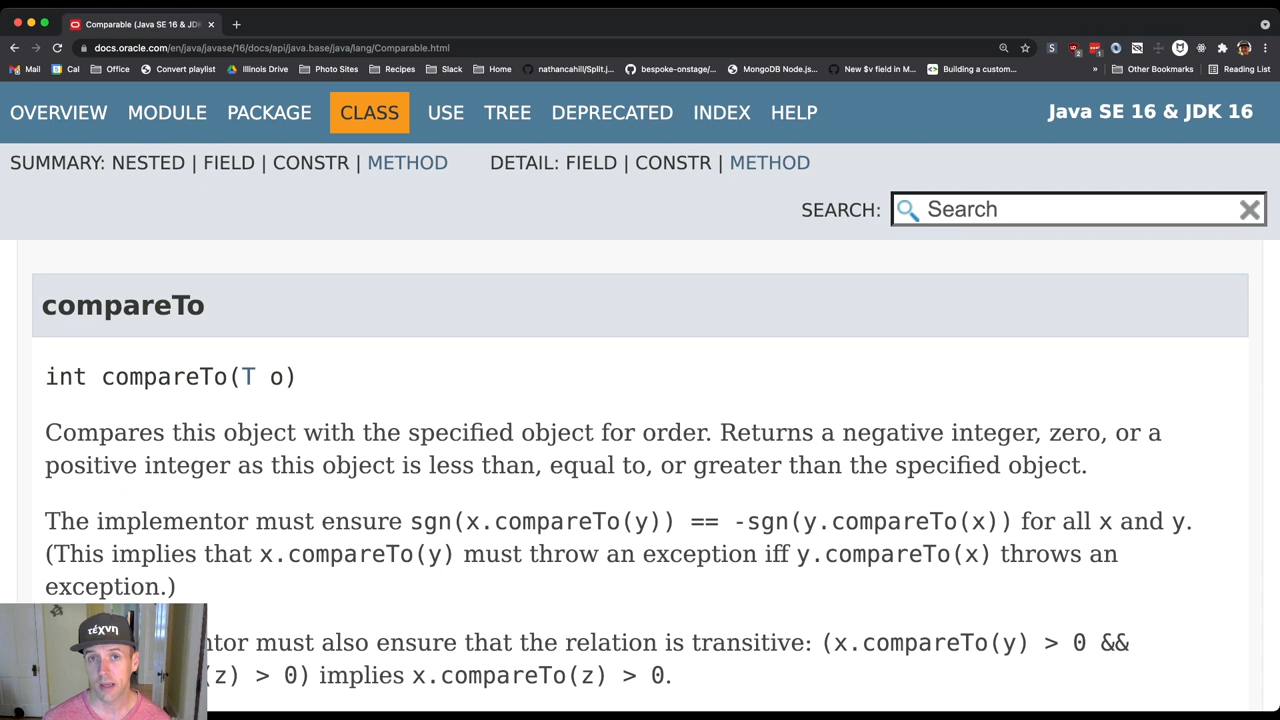 Comparable (Java SE 16 & JDK
docs.oracle.com/en/java/javase/16/docs/api/java.base/java/lang/Comparable.html
Mail Cal Office Convert playlist Illinois Drive Photo Sites Recipes Slack Home nathancahill/Split.j... bespoke-onstage/... MongoDB Node.js... New $v field in M... Building a custom... » Other Bookmarks Reading List
OVERVIEW MODULE PACKAGE CLASS USE TREE DEPRECATED INDEX HELP Java SE 16 & JDK 16
SUMMARY: NESTED | FIELD | CONSTR | METHOD DETAIL: FIELD | CONSTR | METHOD
SEARCH: Search
compareTo
int compareTo(T o)
Compares this object with the specified object for order. Returns a negative integer, zero, or a
positive integer as this object is less than, equal to, or greater than the specified object.
The implementor must ensure sgn(x.compareTo(y)) == -sgn(y.compareTo(x)) for all x and y.
(This implies that x.compareTo(y) must throw an exception iff y.compareTo(x) throws an
exception.)
τέχνη
ntor must also ensure that the relation is transitive: (x.compareTo(y) > 0 &&
(z) > 0) implies x.compareTo(z) > 0.